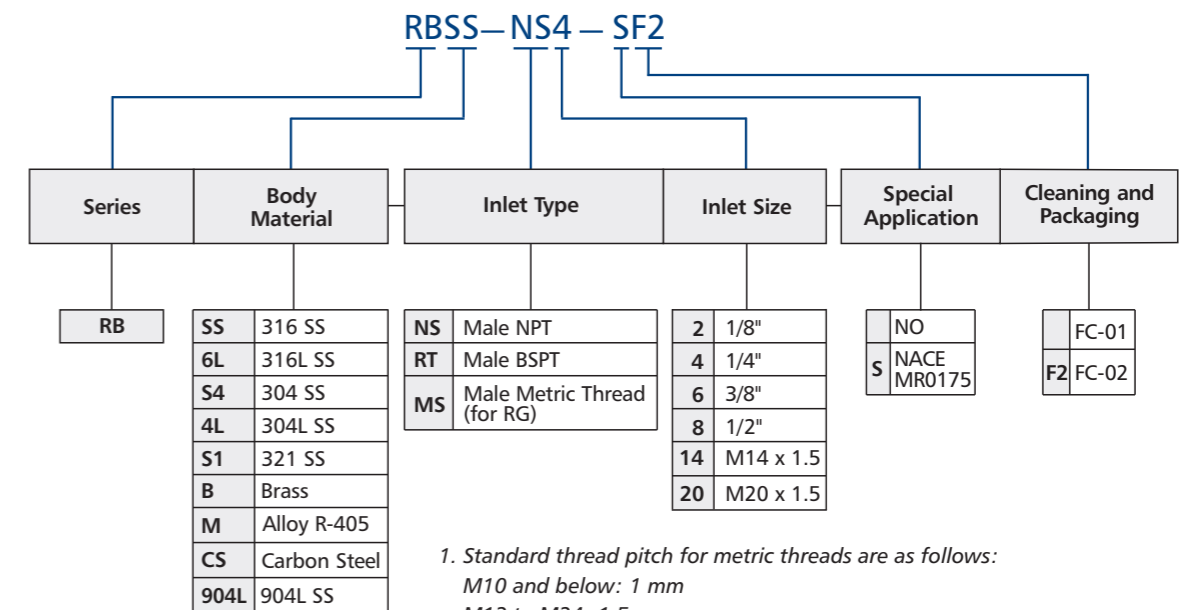 RBSS—NS4—SF2
Series
Body
Material
Inlet Type
Inlet Size
Special
Application
Cleaning and
Packaging
RB
SS 316 SS
6L 316L SS
S4 304 SS
4L 304L SS
S1 321 SS
B Brass
M Alloy R-405
CS Carbon Steel
904L 904L SS
NS Male NPT
RT Male BSPT
MS Male Metric Thread
(for RG)
2 1/8"
4 1/4"
6 3/8"
8 1/2"
14 M14 x 1.5
20 M20 x 1.5
NO
S NACE
MR0175
FC-01
F2 FC-02
1. Standard thread pitch for metric threads are as follows:
M10 and below: 1 mm